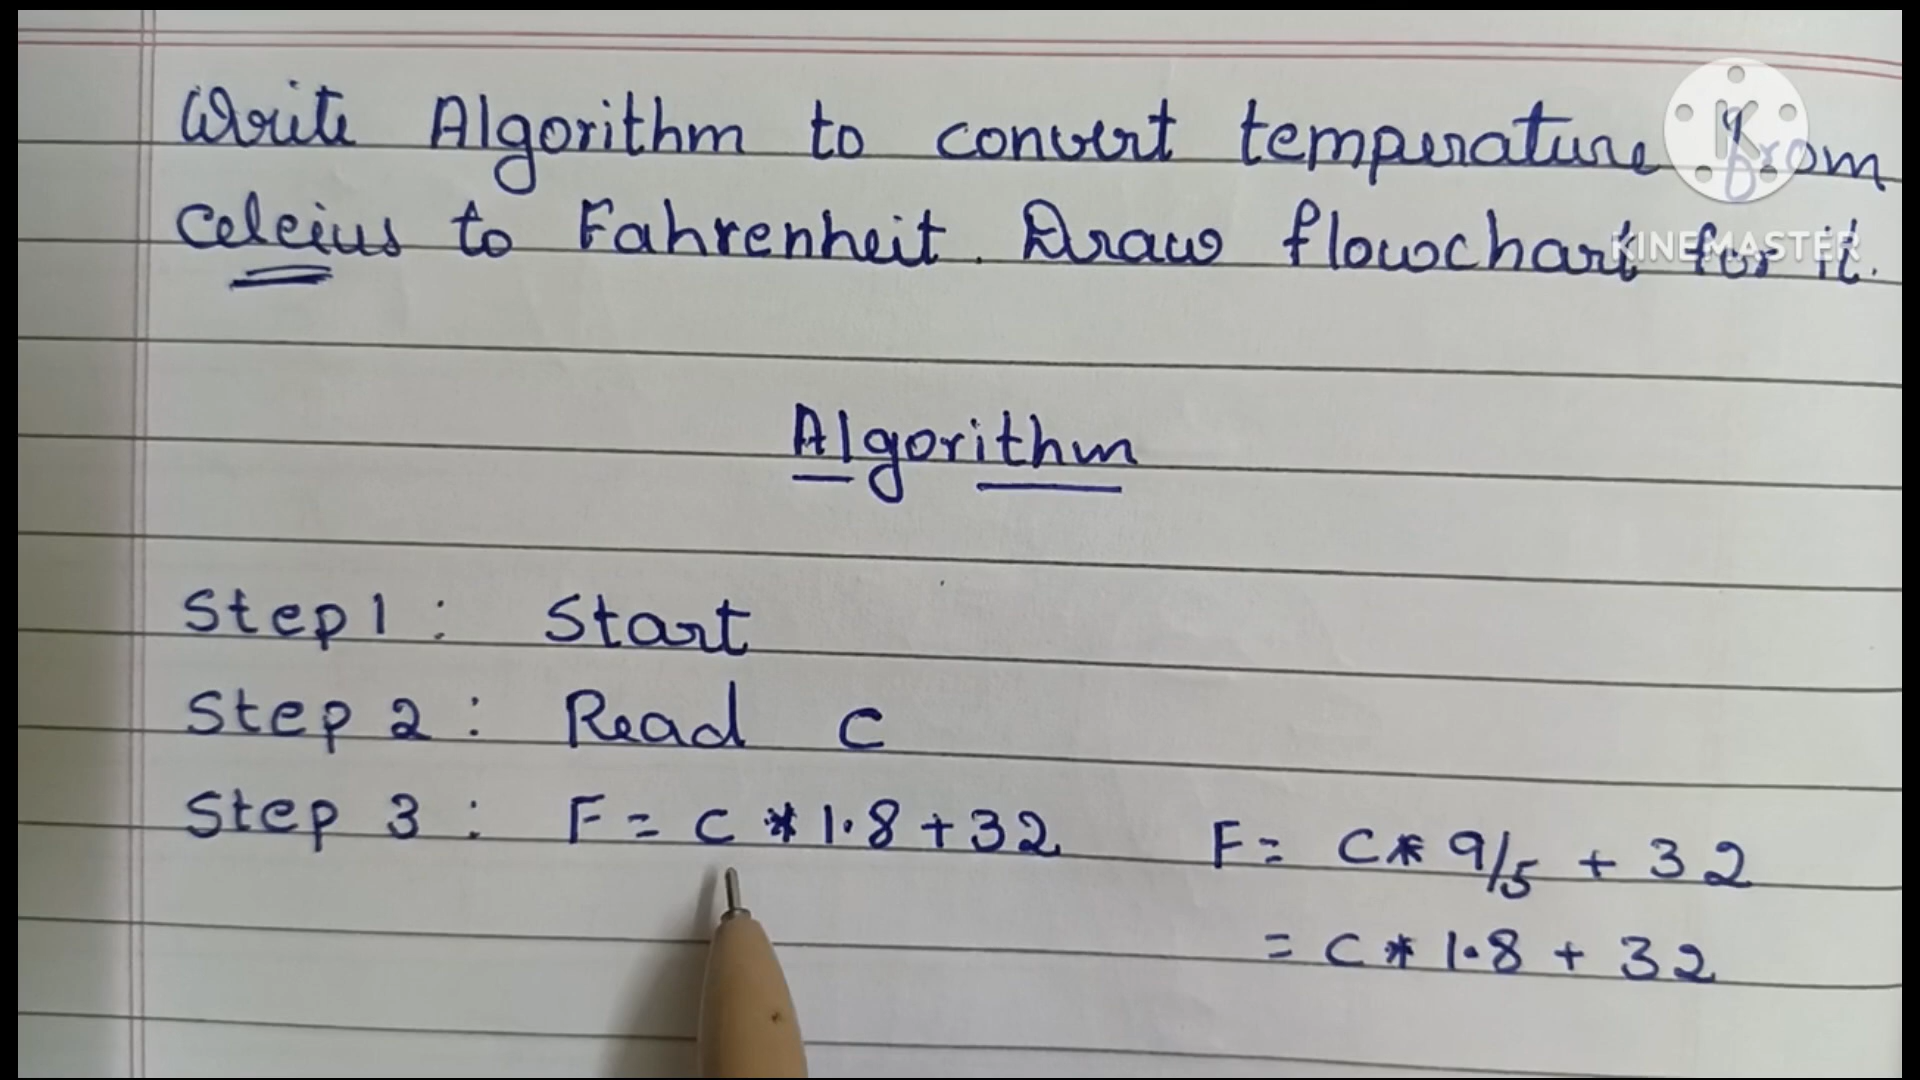 Write Algorithm to convert temperature from
Celcius to Fahrenheit. Draw flowchart for it.
KINEMASTER
Algorithm
Step 1 : Start
Step 2 : Read C
Step 3 : F = C * 1.8 + 32
F = C * 9/5 + 32
= C * 1.8 + 32